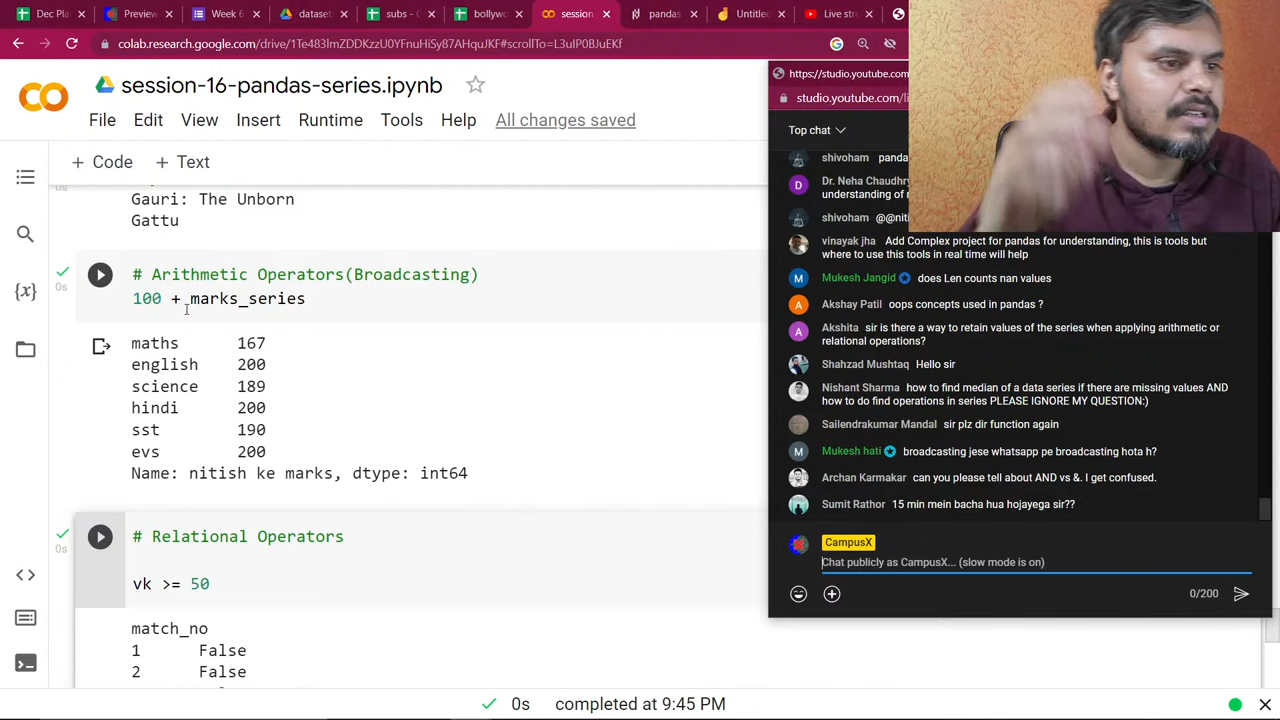 Dec Plan
Preview
Week 6
dataset
subs - G
bollywoo
session
pandas
Untitled
Live stre
colab.research.google.com/drive/1Te483lmZDDKzzU0YFnuHiSy87AHquJKF#scrollTo=L3uIP0BJuEKf
session-16-pandas-series.ipynb
File Edit View Insert Runtime Tools Help All changes saved
+ Code + Text
Gauri: The Unborn
Gattu
0s
# Arithmetic Operators(Broadcasting)
100 + marks_series
0s
maths 167
english 200
science 189
hindi 200
sst 190
evs 200
Name: nitish ke marks, dtype: int64
# Relational Operators
0s
vk >= 50
match_no
1 False
2 False
0s completed at 9:45 PM
https://studio.youtube.com
studio.youtube.com/li
Top chat
shivoham panda
Dr. Neha Chaudhry
understanding of
shivoham @@niti
vinayak jha Add Complex project for pandas for understanding, this is tools but
where to use this tools in real time will help
Mukesh Jangid does Len counts nan values
Akshay Patil oops concepts used in pandas ?
Akshita sir is there a way to retain values of the series when applying arithmetic or
relational operations?
Shahzad Mushtaq Hello sir
Nishant Sharma how to find median of a data series if there are missing values AND
how to do find operations in series PLEASE IGNORE MY QUESTION:)
Sailendrakumar Mandal sir plz dir function again
Mukesh hati broadcasting jese whatsapp pe broadcasting hota h?
Archan Karmakar can you please tell about AND vs &. I get confused.
Sumit Rathor 15 min mein bacha hua hojayega sir??
CampusX
Chat publicly as CampusX... (slow mode is on)
0/200